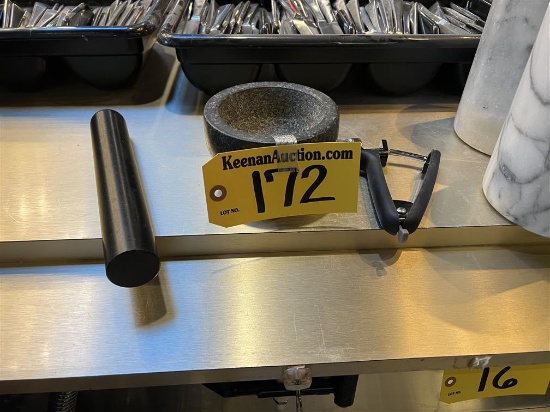 KeenanAuction.com
LOT NO. 172
LOT NO. 16